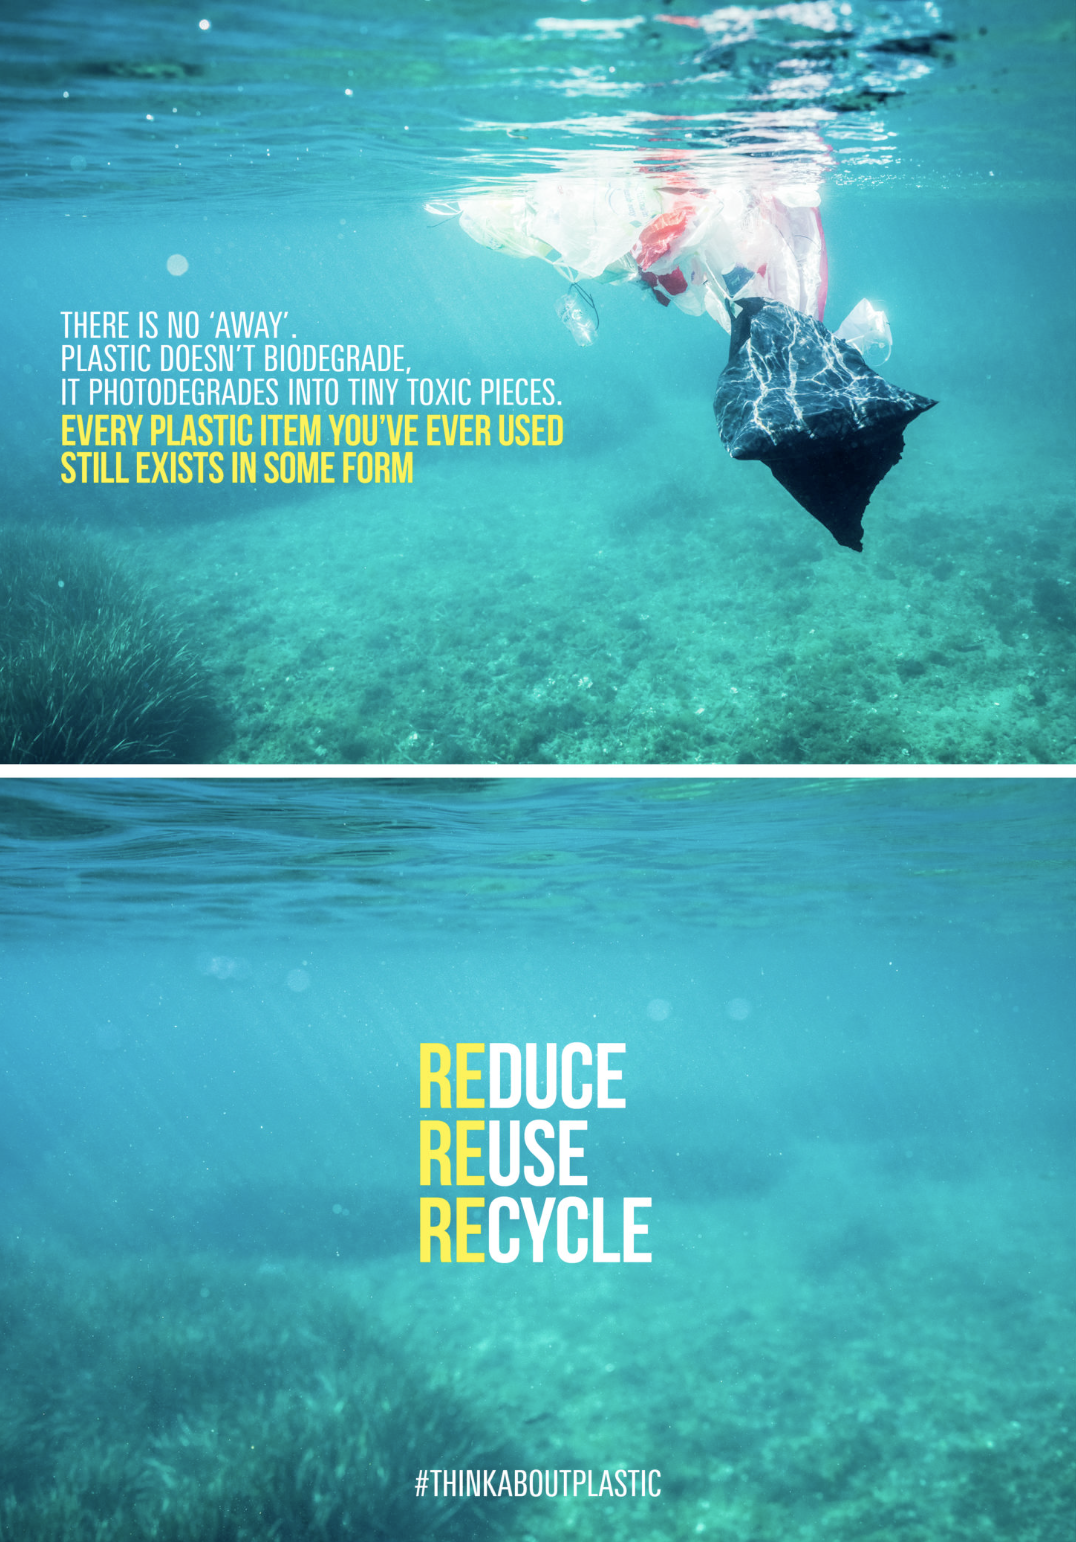 THERE IS NO ‘AWAY’.
PLASTIC DOESN’T BIODEGRADE,
IT PHOTODEGRADES INTO TINY TOXIC PIECES.
EVERY PLASTIC ITEM YOU’VE EVER USED
STILL EXISTS IN SOME FORM
REDUCE
REUSE
RECYCLE
#THINKABOUTPLASTIC